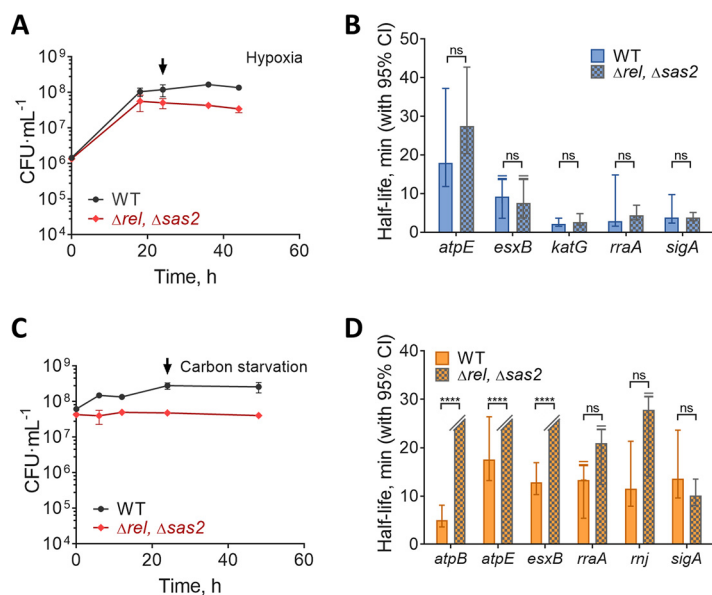 A
Hypoxia
CFU·mL⁻¹
10⁹
10⁸
10⁷
10⁶
10⁵
10⁴
WT
Δrel, Δsas2
0 20 40 60
Time, h
B
Half-life, min (with 95% CI)
50
40
30
20
10
0
WT
Δrel, Δsas2
ns
ns
ns
ns
ns
atpE esxB katG rraA sigA
C
Carbon starvation
CFU·mL⁻¹
10⁹
10⁸
10⁷
10⁶
10⁵
10⁴
WT
Δrel, Δsas2
0 20 40 60
Time, h
D
Half-life, min (with 95% CI)
40
30
20
10
0
WT
Δrel, Δsas2
****
****
****
ns
ns
ns
atpB atpE esxB rraA rnj sigA